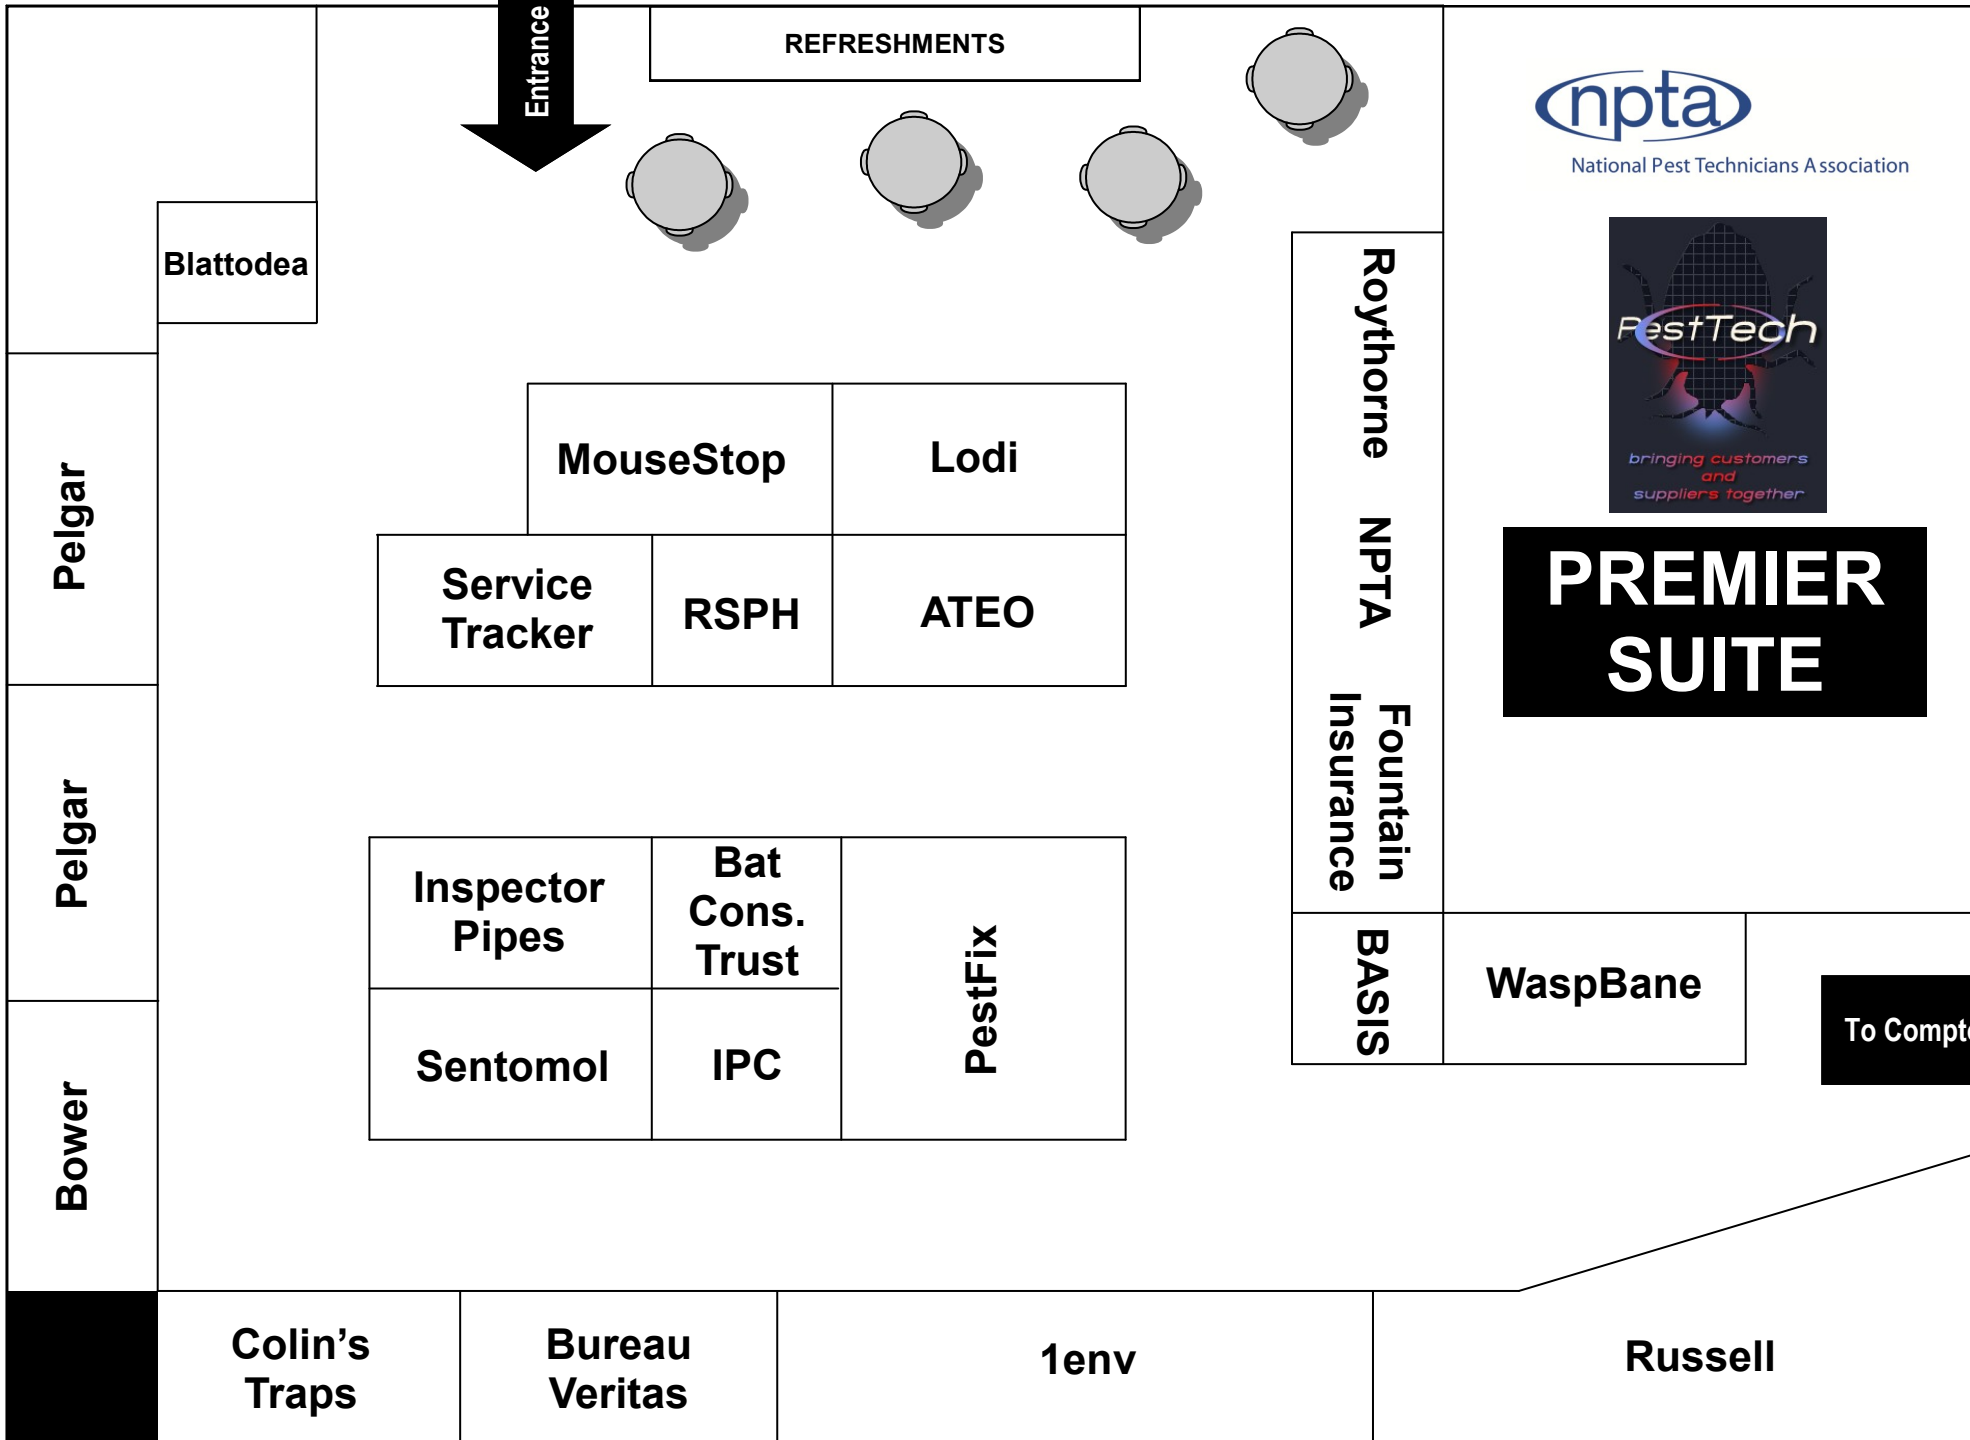 Entrance
REFRESHMENTS
npta
National Pest Technicians Association
Blattodea
PestTech
bringing customers
and
suppliers together
PREMIER
SUITE
Roythorne
NPTA
Fountain
Insurance
BASIS
WaspBane
To Compto
MouseStop
Lodi
Service
Tracker
RSPH
ATEO
Pelgar
Pelgar
Bower
Inspector
Pipes
Bat
Cons.
Trust
PestFix
Sentomol
IPC
Colin’s
Traps
Bureau
Veritas
1env
Russell